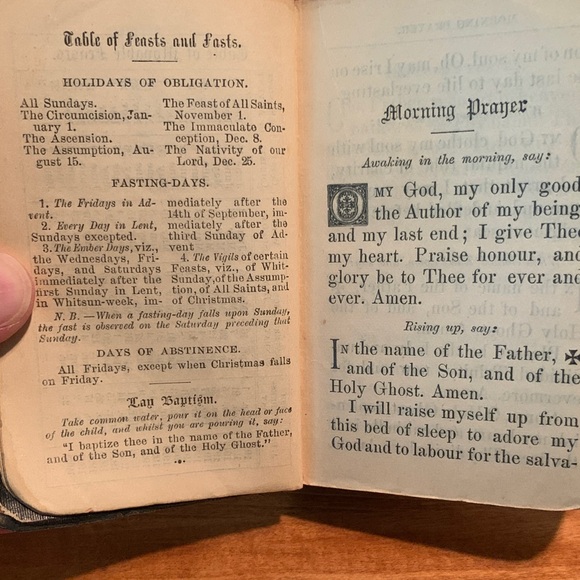 Table of Feasts and Fasts.
HOLIDAYS OF OBLIGATION.
All Sundays.
The Circumcision, Jan-
uary 1.
The Ascension.
The Assumption, Au-
gust 15.
The Feast of All Saints,
November 1.
The Immaculate Con-
ception, Dec. 8.
The Nativity of our
Lord, Dec. 25.
FASTING-DAYS.
1. The Fridays in Ad-
vent.
2. Every Day in Lent,
Sundays excepted.
3. The Ember Days, viz.,
the Wednesdays, Fri-
days, and Saturdays
immediately after the
first Sunday in Lent,
in Whitsun-week, im-
mediately after the
14th of September, im-
mediately after the
third Sunday of Ad-
vent
4. The Vigils of certain
Feasts, viz., of Whit-
Sunday, of the Assump-
tion, of All Saints, and
of Christmas.
N. B.—When a fasting-day falls upon Sunday,
the fast is observed on the Saturday preceding that
Sunday.
DAYS OF ABSTINENCE.
All Fridays, except when Christmas falls
on Friday.
Lay Baptism.
Take common water, pour it on the head or face
of the child, and whilst you are pouring it, say:
"I baptize thee in the name of the Father,
and of the Son, and of the Holy Ghost."
Morning Prayer
Awaking in the morning, say:
O MY God, my only good
the Author of my being
and my last end; I give Thee
my heart. Praise honour, and
glory be to Thee for ever and
ever. Amen.
Rising up, say:
IN the name of the Father, ✠
and of the Son, and of the
Holy Ghost. Amen.
I will raise myself up from
this bed of sleep to adore my
God and to labour for the salva-